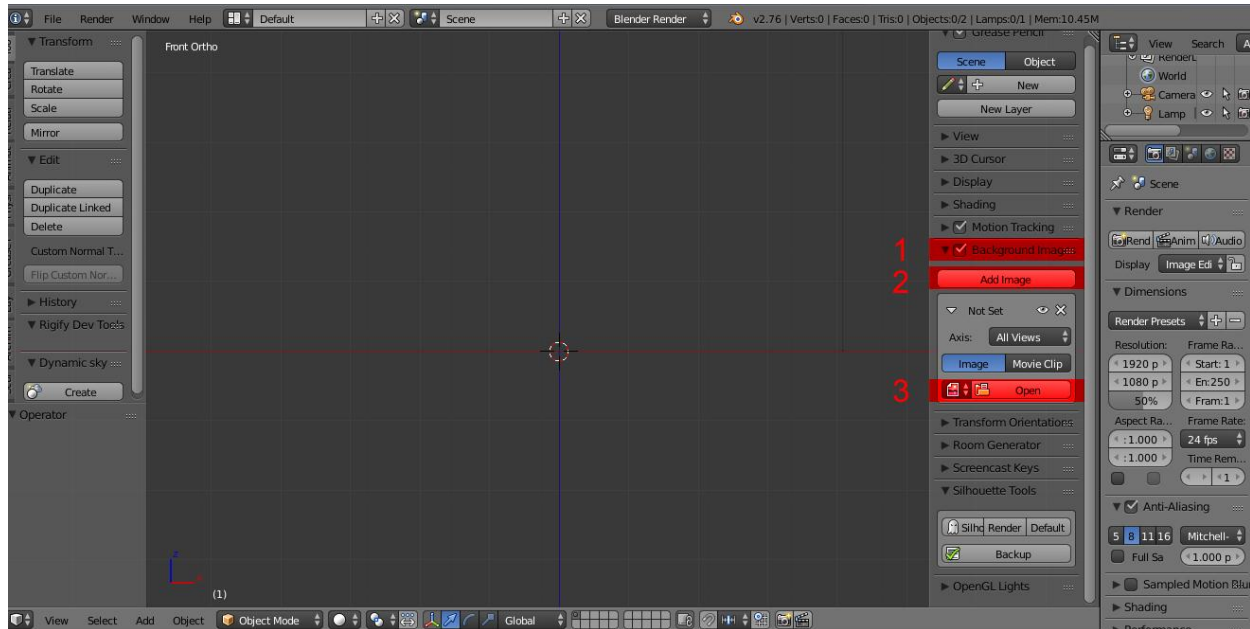 File Render Window Help Default Scene Blender Render v2.76 | Verts:0 | Faces:0 | Tris:0 | Objects:0/2 | Lamps:0/1 | Mem:10.45M
Transform
Translate
Rotate
Scale
Mirror
Edit
Duplicate
Duplicate Linked
Delete
Custom Normal T...
Flip Custom Nor...
History
Rigify Dev Tools
Dynamic sky
Create
Operator
Front Ortho
z
(1)
Grease Pencil
Scene Object
New
New Layer
View
3D Cursor
Display
Shading
Motion Tracking
1 Background Images
2 Add Image
Not Set
Axis: All Views
Image Movie Clip
3 Open
Transform Orientations
Room Generator
Screencast Keys
Silhouette Tools
Silho Render Default
Backup
OpenGL Lights
View Search
RenderL
World
Camera
Lamp
Scene
Render
Rend Anim Audio
Display Image Edi
Dimensions
Render Presets
Resolution: Frame Ra...
1920 p Start: 1
1080 p En:250
50% Fram:1
Aspect Ra... Frame Rate:
:1.000 24 fps
:1.000 Time Rem...
1
Anti-Aliasing
5 8 11 16 Mitchell-
Full Sa 1.000 p
Sampled Motion Blur
Shading
Performance
View Select Add Object Object Mode Global